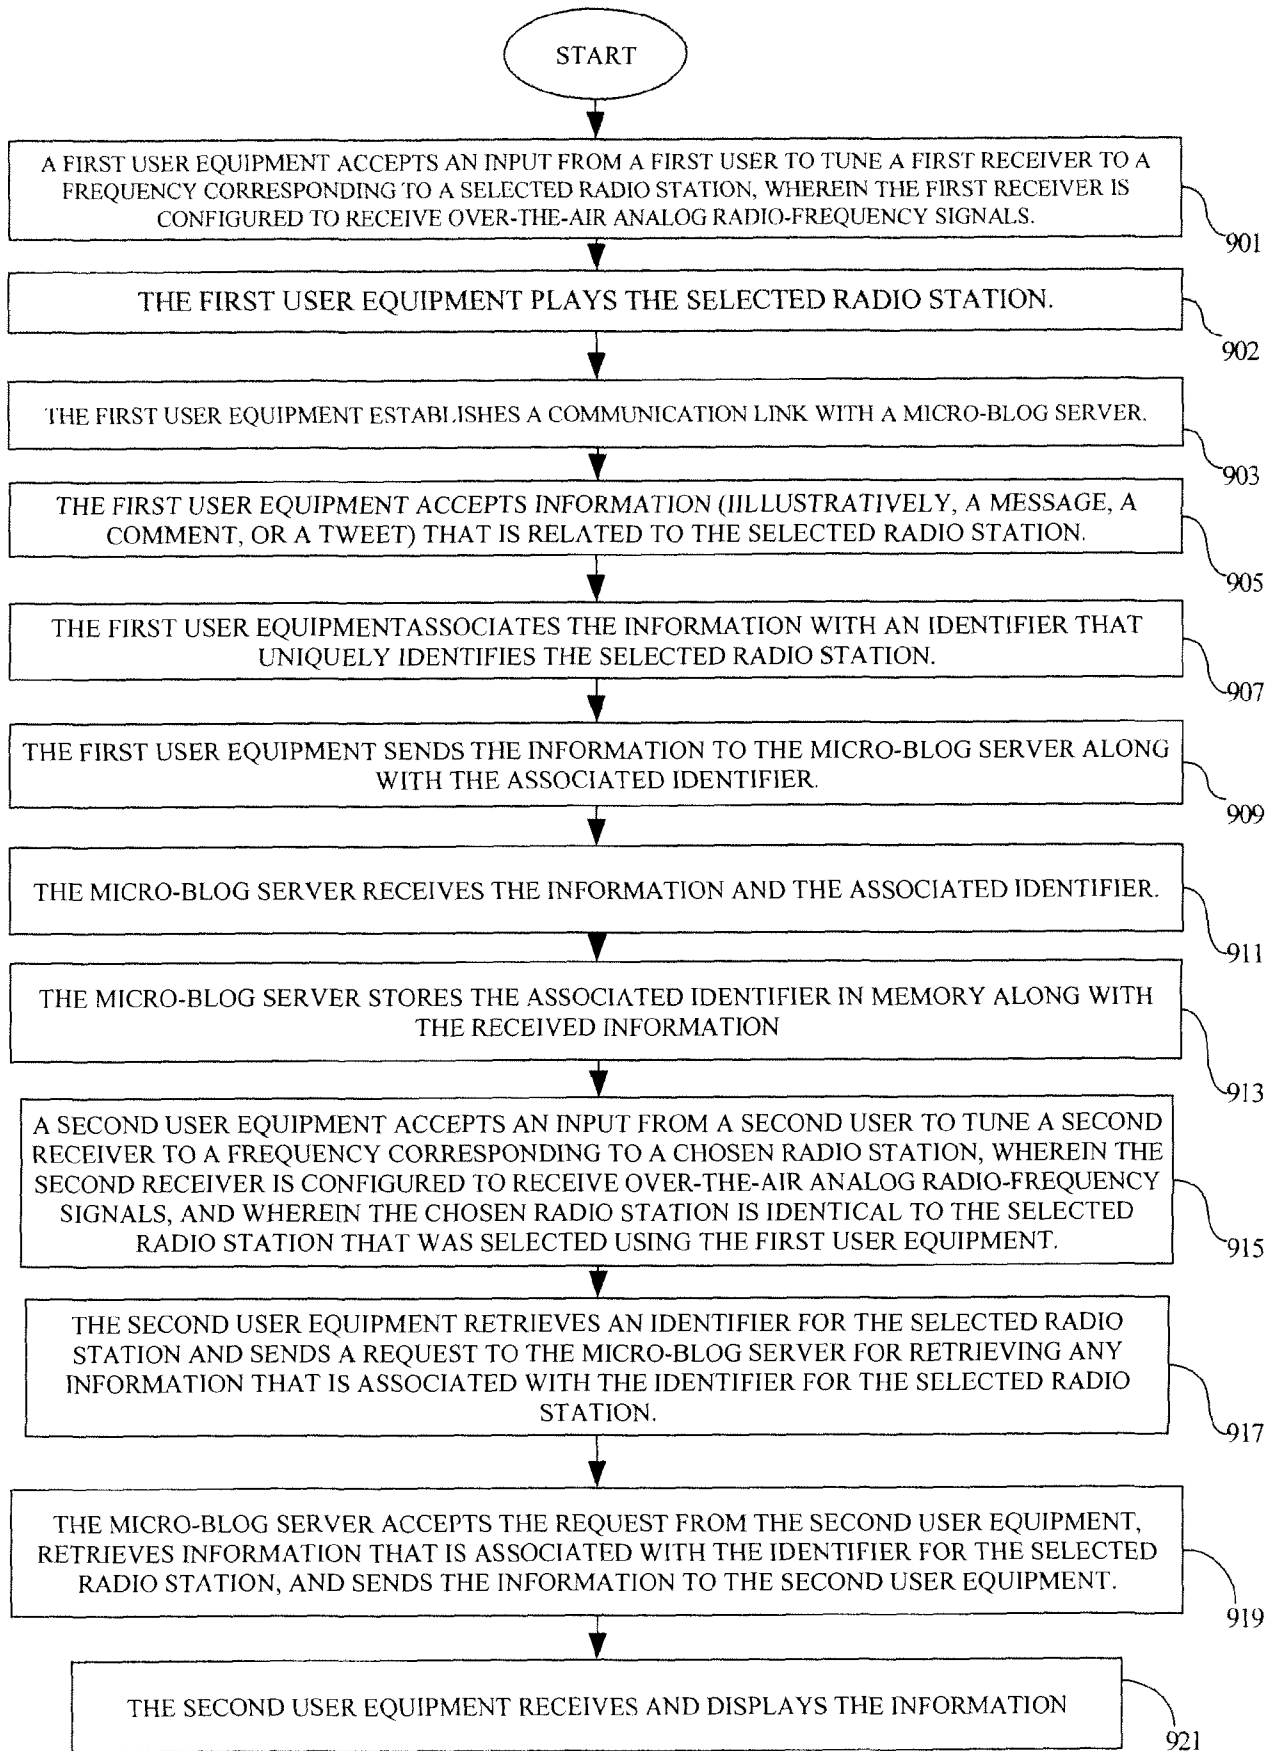 START
A FIRST USER EQUIPMENT ACCEPTS AN INPUT FROM A FIRST USER TO TUNE A FIRST RECEIVER TO A
FREQUENCY CORRESPONDING TO A SELECTED RADIO STATION, WHEREIN THE FIRST RECEIVER IS
CONFIGURED TO RECEIVE OVER-THE-AIR ANALOG RADIO-FREQUENCY SIGNALS.
901
THE FIRST USER EQUIPMENT PLAYS THE SELECTED RADIO STATION.
902
THE FIRST USER EQUIPMENT ESTABLISHES A COMMUNICATION LINK WITH A MICRO-BLOG SERVER.
903
THE FIRST USER EQUIPMENT ACCEPTS INFORMATION (IILLUSTRATIVELY, A MESSAGE, A
COMMENT, OR A TWEET) THAT IS RELATED TO THE SELECTED RADIO STATION.
905
THE FIRST USER EQUIPMENTASSOCIATES THE INFORMATION WITH AN IDENTIFIER THAT
UNIQUELY IDENTIFIES THE SELECTED RADIO STATION.
907
THE FIRST USER EQUIPMENT SENDS THE INFORMATION TO THE MICRO-BLOG SERVER ALONG
WITH THE ASSOCIATED IDENTIFIER.
909
THE MICRO-BLOG SERVER RECEIVES THE INFORMATION AND THE ASSOCIATED IDENTIFIER.
911
THE MICRO-BLOG SERVER STORES THE ASSOCIATED IDENTIFIER IN MEMORY ALONG WITH
THE RECEIVED INFORMATION
913
A SECOND USER EQUIPMENT ACCEPTS AN INPUT FROM A SECOND USER TO TUNE A SECOND
RECEIVER TO A FREQUENCY CORRESPONDING TO A CHOSEN RADIO STATION, WHEREIN THE
SECOND RECEIVER IS CONFIGURED TO RECEIVE OVER-THE-AIR ANALOG RADIO-FREQUENCY
SIGNALS, AND WHEREIN THE CHOSEN RADIO STATION IS IDENTICAL TO THE SELECTED
RADIO STATION THAT WAS SELECTED USING THE FIRST USER EQUIPMENT.
915
THE SECOND USER EQUIPMENT RETRIEVES AN IDENTIFIER FOR THE SELECTED RADIO
STATION AND SENDS A REQUEST TO THE MICRO-BLOG SERVER FOR RETRIEVING ANY
INFORMATION THAT IS ASSOCIATED WITH THE IDENTIFIER FOR THE SELECTED RADIO
STATION.
917
THE MICRO-BLOG SERVER ACCEPTS THE REQUEST FROM THE SECOND USER EQUIPMENT,
RETRIEVES INFORMATION THAT IS ASSOCIATED WITH THE IDENTIFIER FOR THE SELECTED
RADIO STATION, AND SENDS THE INFORMATION TO THE SECOND USER EQUIPMENT.
919
THE SECOND USER EQUIPMENT RECEIVES AND DISPLAYS THE INFORMATION
921